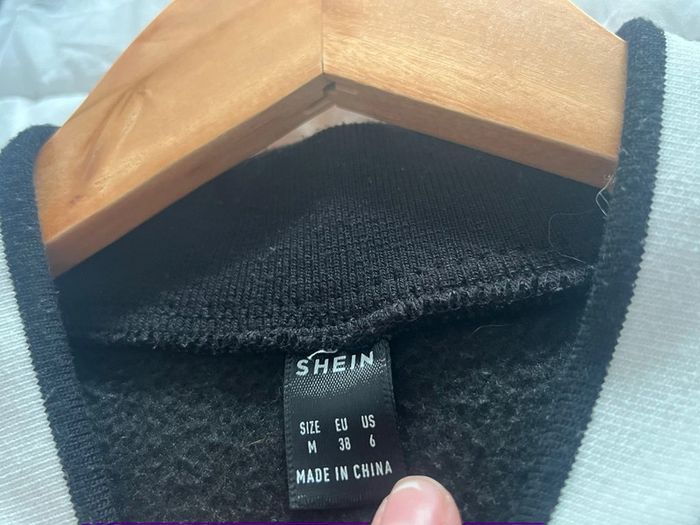 SHEIN
SIZE EU US
M 38 6
MADE IN CHINA